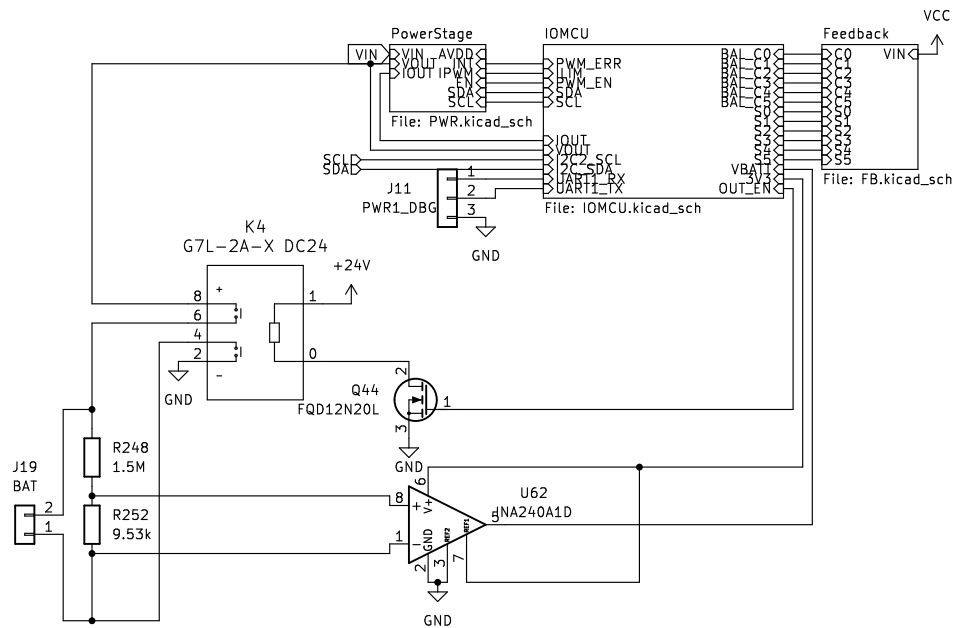 VCC
PowerStage
IOMCU
Feedback
VIN
VIN
AVDD
VOUT
INT
IOUT
IPWM
EN
SDA
SCL
File: PWR.kicad_sch
PWM_ERR
ILIM
PWM_EN
SDA
SCL
IOUT
VOUT
I2C2_SCL
I2C_SDA
UART1_RX
UART1_TX
BAL_C0
BAL_C1
BAL_C2
BAL_C3
BAL_C4
BAL_C5
S0
S1
S2
S3
S4
S5
VBATT
3V3
OUT_EN
File: IOMCU.kicad_sch
C0
C1
C2
C3
C4
C5
S0
S1
S2
S3
S4
S5
VIN
File: FB.kicad_sch
SCL
SDA
J11
PWR1_DBG
1
2
3
GND
K4
G7L-2A-X DC24
+24V
8
6
4
2
+
-
1
0
GND
Q44
FQD12N20L
2
1
3
GND
R248
1.5M
J19
BAT
2
1
R252
9.53k
U62
INA240A1D
8
1
6
5
2
3
7
+
-
V+
GND
REF2
REF1
GND